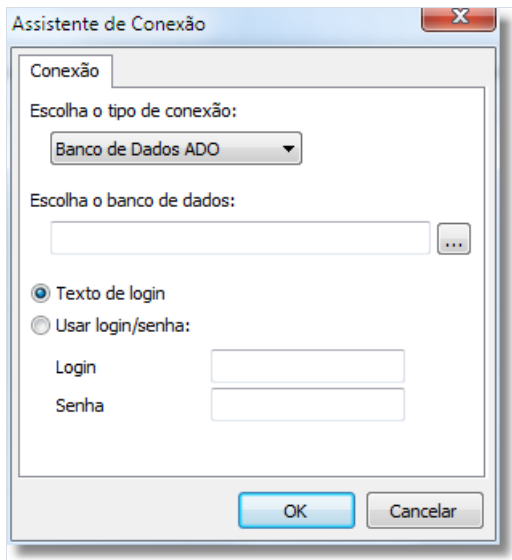 Assistente de Conexão
Conexão
Escolha o tipo de conexão:
Banco de Dados ADO
Escolha o banco de dados:
...
Texto de login
Usar login/senha:
Login
Senha
OK Cancelar